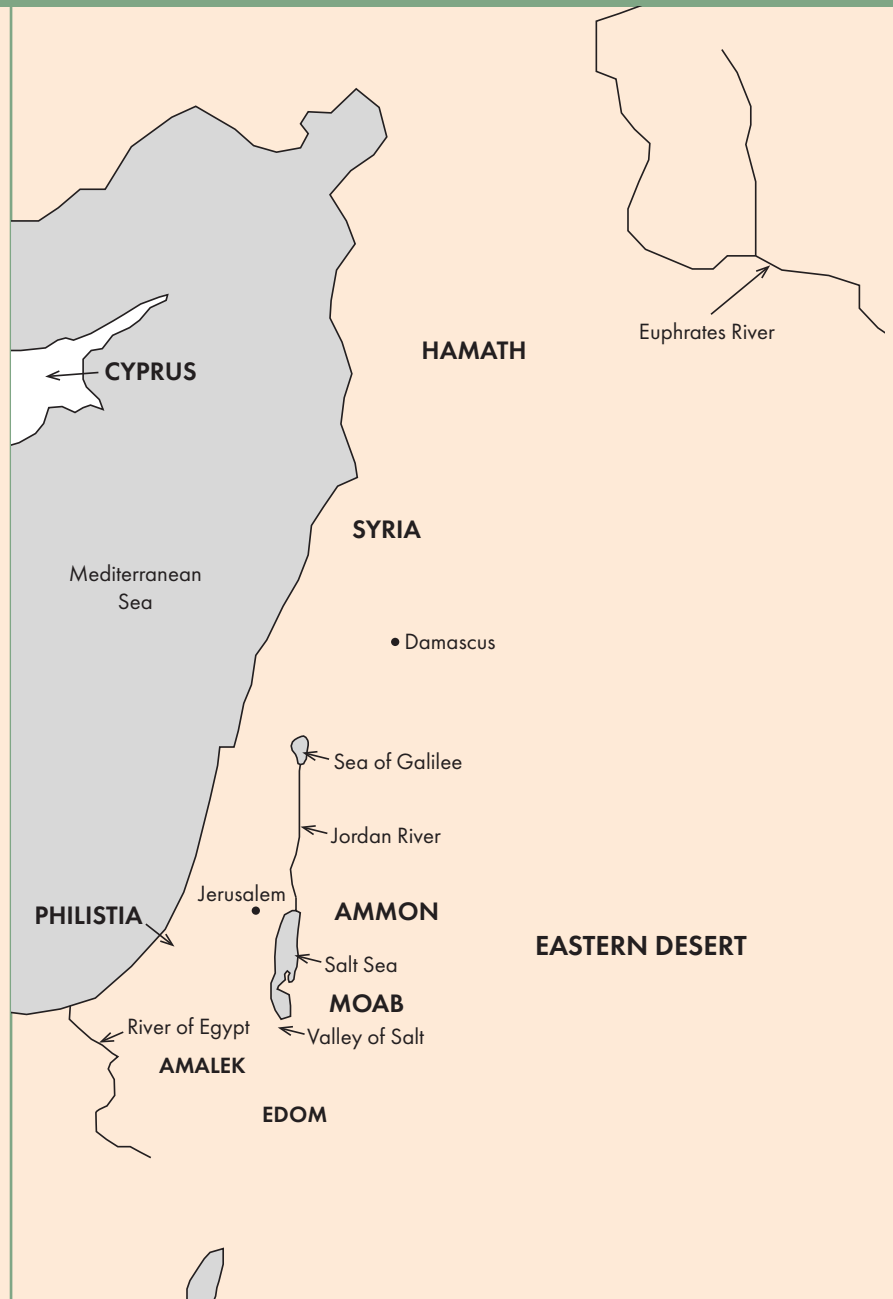 Euphrates River
HAMATH
CYPRUS
SYRIA
Mediterranean
Sea
Damascus
Sea of Galilee
Jordan River
Jerusalem
PHILISTIA
AMMON
EASTERN DESERT
Salt Sea
MOAB
River of Egypt
Valley of Salt
AMALEK
EDOM